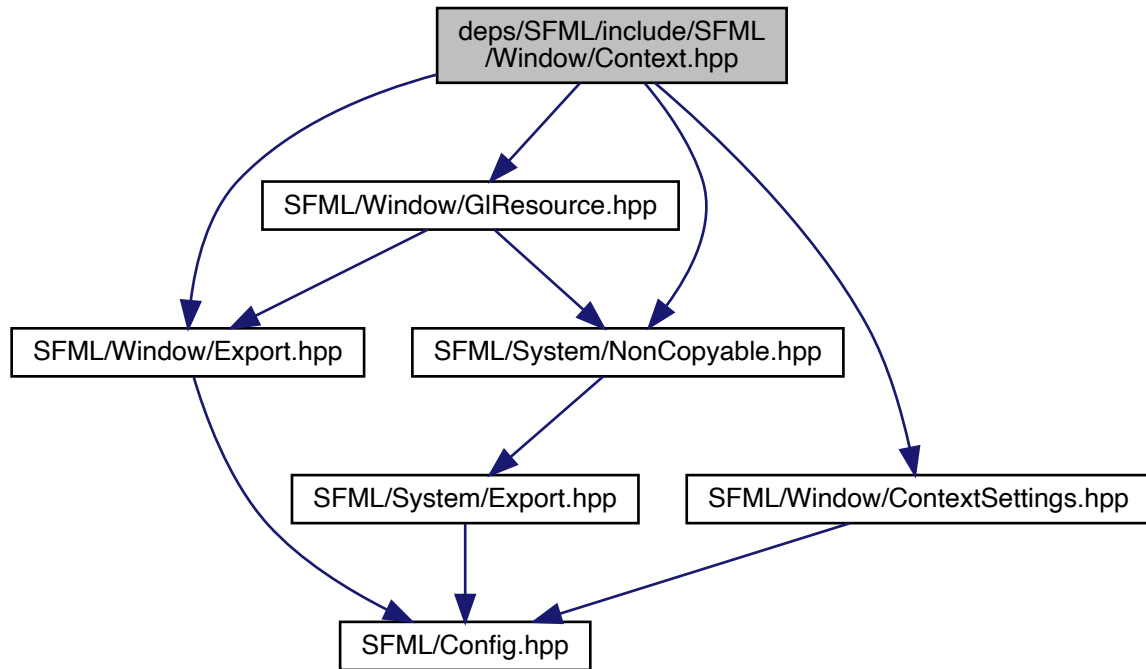 deps/SFML/include/SFML
/Window/Context.hpp
SFML/Window/GlResource.hpp
SFML/Window/Export.hpp
SFML/System/NonCopyable.hpp
SFML/System/Export.hpp
SFML/Window/ContextSettings.hpp
SFML/Config.hpp